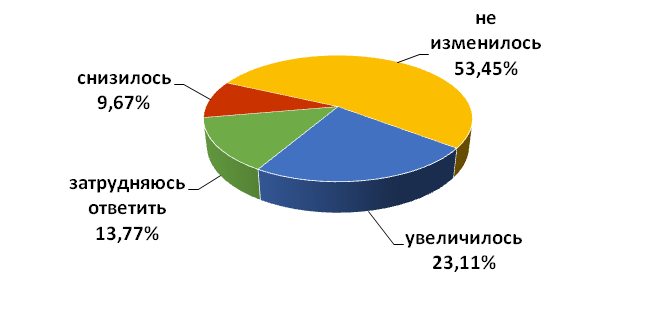 не
изменилось
53,45%
снизилось
9,67%
затрудняюсь
ответить
13,77%
увеличилось
23,11%